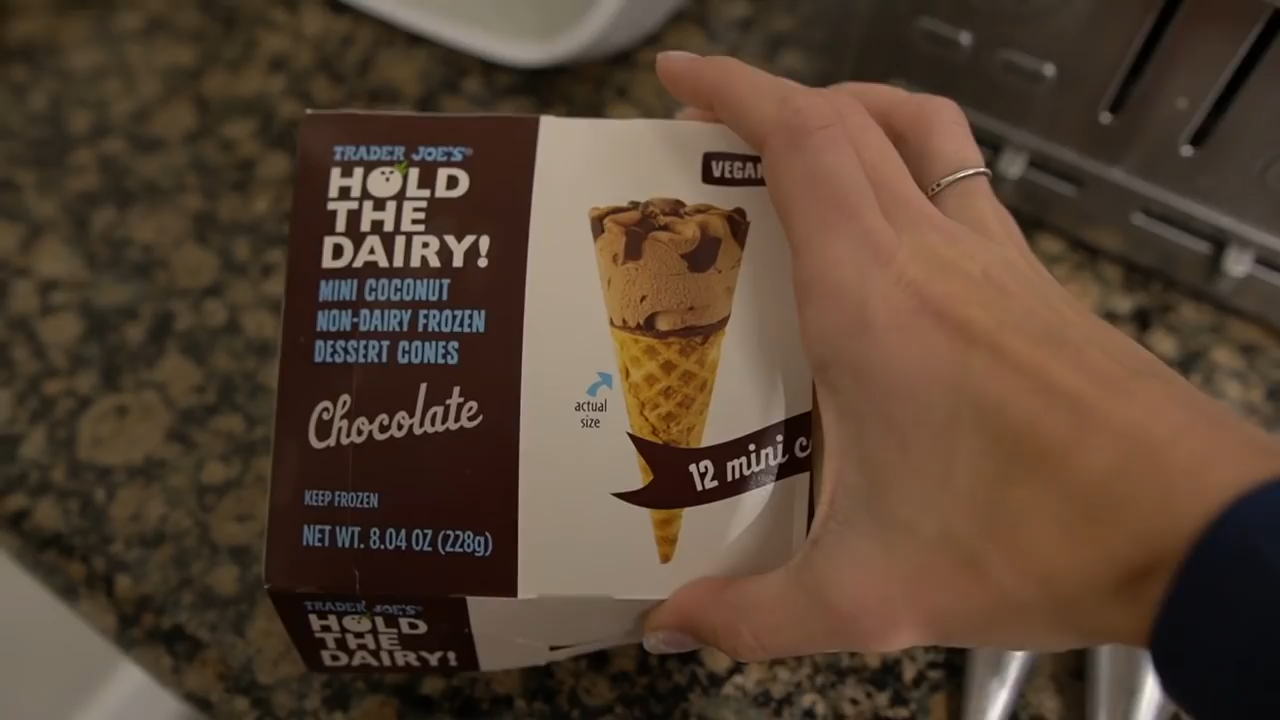 TRADER JOE'S®
HOLD
THE
DAIRY!
MINI COCONUT
NON-DAIRY FROZEN
DESSERT CONES
Chocolate
KEEP FROZEN
NET WT. 8.04 OZ (228g)
VEGAN
actual
size
12 mini
TRADER JOE'S®
HOLD
THE
DAIRY!